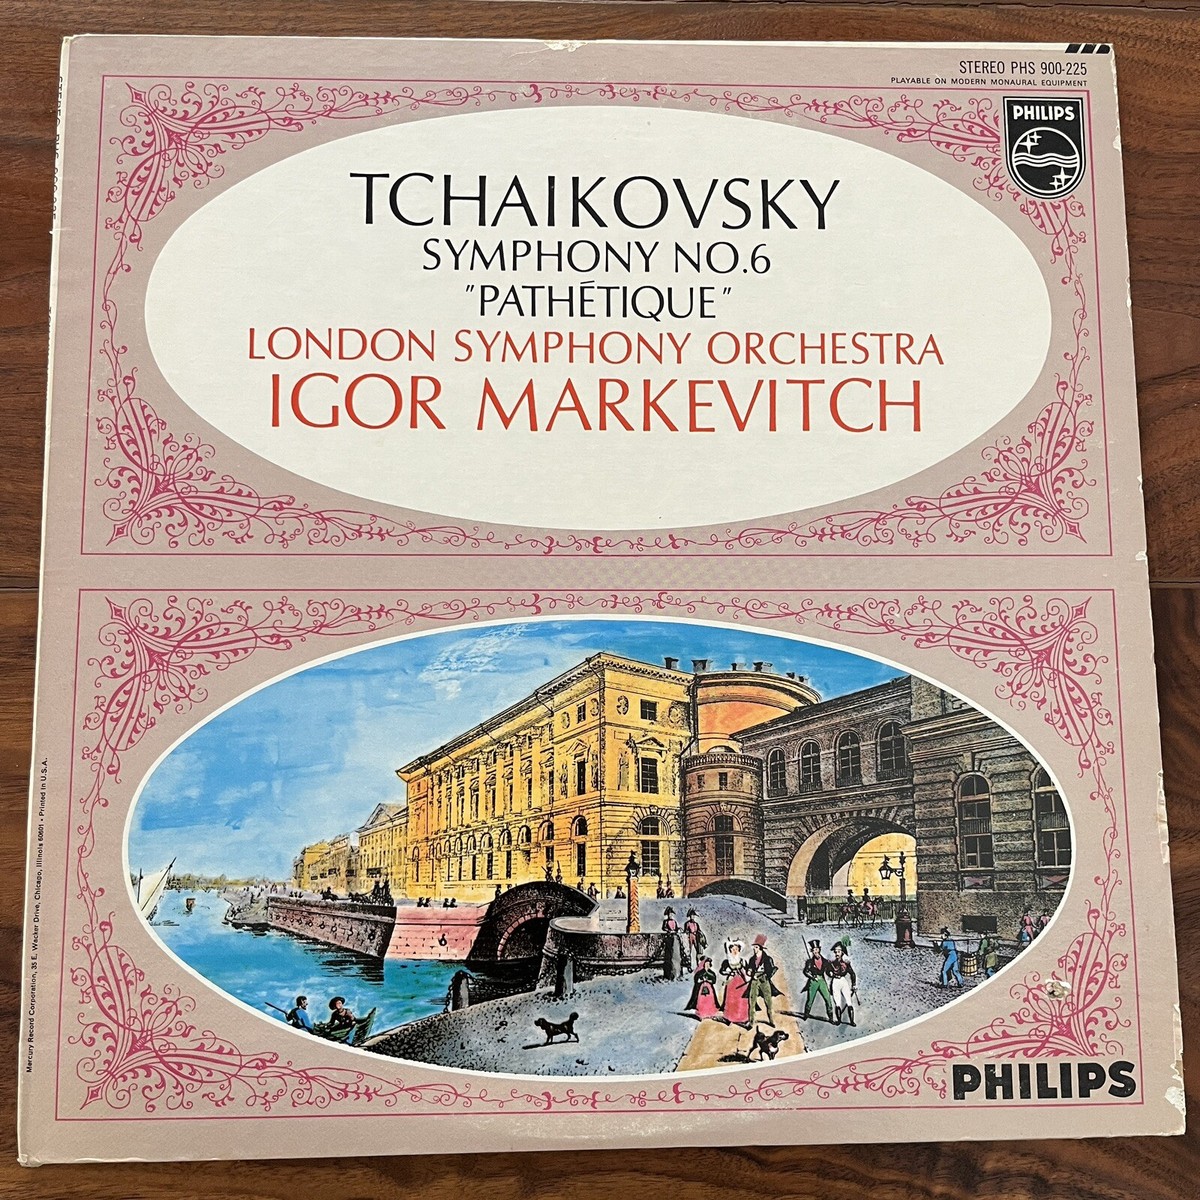 STEREO PHS 900-225
PLAYABLE ON MODERN MONAURAL EQUIPMENT
PHILIPS
TCHAIKOVSKY
SYMPHONY NO.6
"PATHÉTIQUE"
LONDON SYMPHONY ORCHESTRA
IGOR MARKEVITCH
Mercury Record Corporation, 35 E. Wacker Drive, Chicago, Illinois 60601 • Printed in U.S.A.
PHILIPS